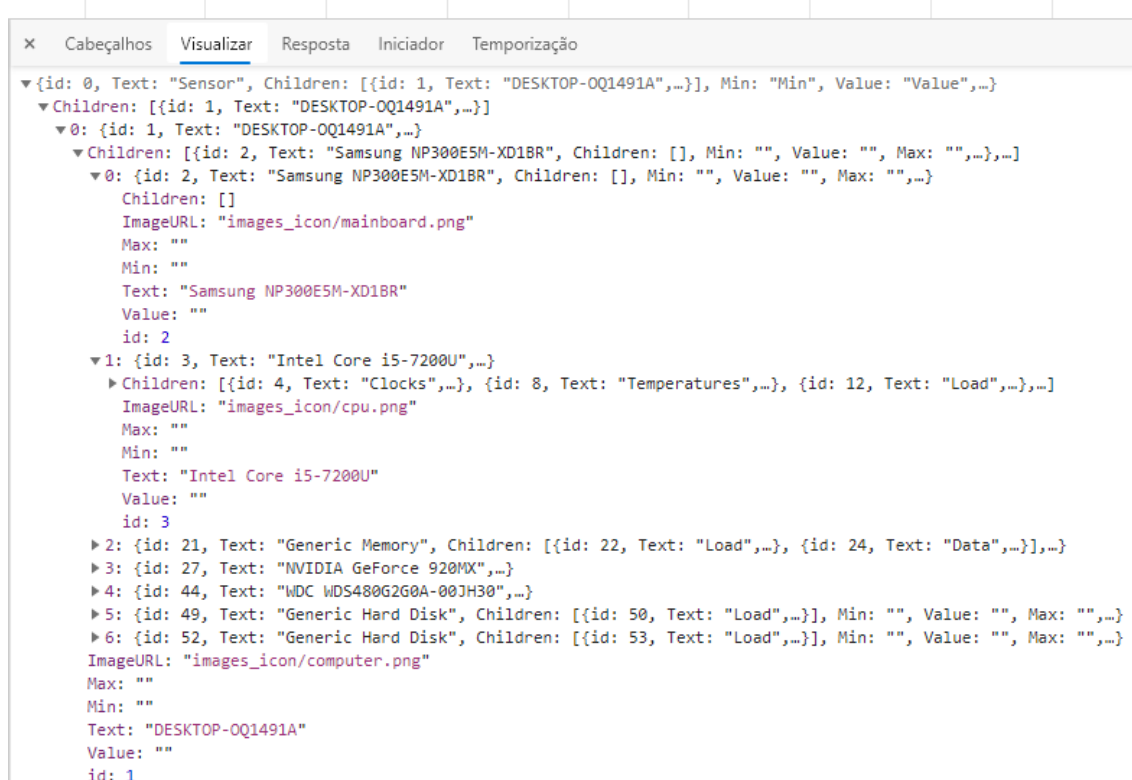 × Cabeçalhos Visualizar Resposta Iniciador Temporização
▼{id: 0, Text: "Sensor", Children: [{id: 1, Text: "DESKTOP-OQ1491A",…}], Min: "Min", Value: "Value",…}
▼Children: [{id: 1, Text: "DESKTOP-OQ1491A",…}]
▼0: {id: 1, Text: "DESKTOP-OQ1491A",…}
▼Children: [{id: 2, Text: "Samsung NP300E5M-XD1BR", Children: [], Min: "", Value: "", Max: "",…},…]
▼0: {id: 2, Text: "Samsung NP300E5M-XD1BR", Children: [], Min: "", Value: "", Max: "",…}
Children: []
ImageURL: "images_icon/mainboard.png"
Max: ""
Min: ""
Text: "Samsung NP300E5M-XD1BR"
Value: ""
id: 2
▼1: {id: 3, Text: "Intel Core i5-7200U",…}
▶Children: [{id: 4, Text: "Clocks",…}, {id: 8, Text: "Temperatures",…}, {id: 12, Text: "Load",…},…]
ImageURL: "images_icon/cpu.png"
Max: ""
Min: ""
Text: "Intel Core i5-7200U"
Value: ""
id: 3
▶2: {id: 21, Text: "Generic Memory", Children: [{id: 22, Text: "Load",…}, {id: 24, Text: "Data",…}],…}
▶3: {id: 27, Text: "NVIDIA GeForce 920MX",…}
▶4: {id: 44, Text: "WDC WDS480G2G0A-00JH30",…}
▶5: {id: 49, Text: "Generic Hard Disk", Children: [{id: 50, Text: "Load",…}], Min: "", Value: "", Max: "",…}
▶6: {id: 52, Text: "Generic Hard Disk", Children: [{id: 53, Text: "Load",…}], Min: "", Value: "", Max: "",…}
ImageURL: "images_icon/computer.png"
Max: ""
Min: ""
Text: "DESKTOP-OQ1491A"
Value: ""
id: 1